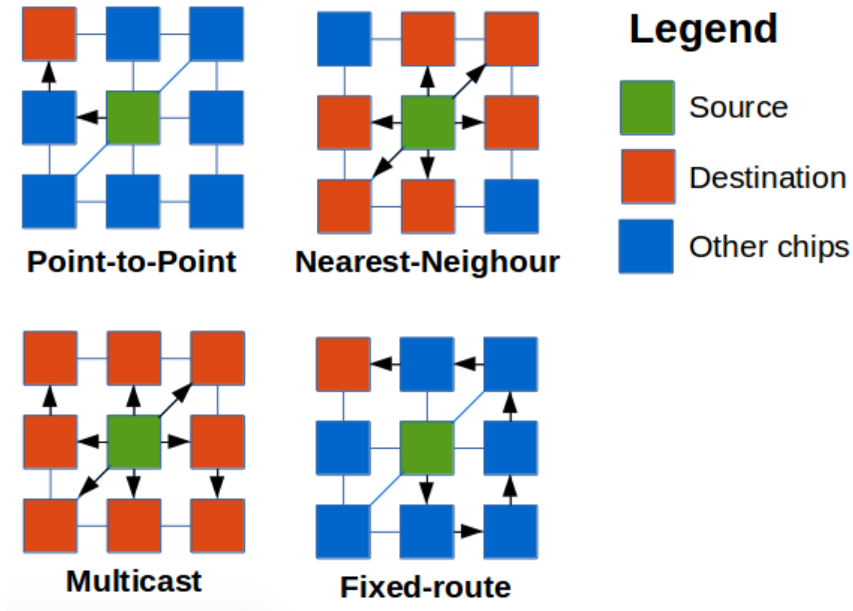 Legend
Source
Destination
Other chips
Point-to-Point
Nearest-Neighour
Multicast
Fixed-route